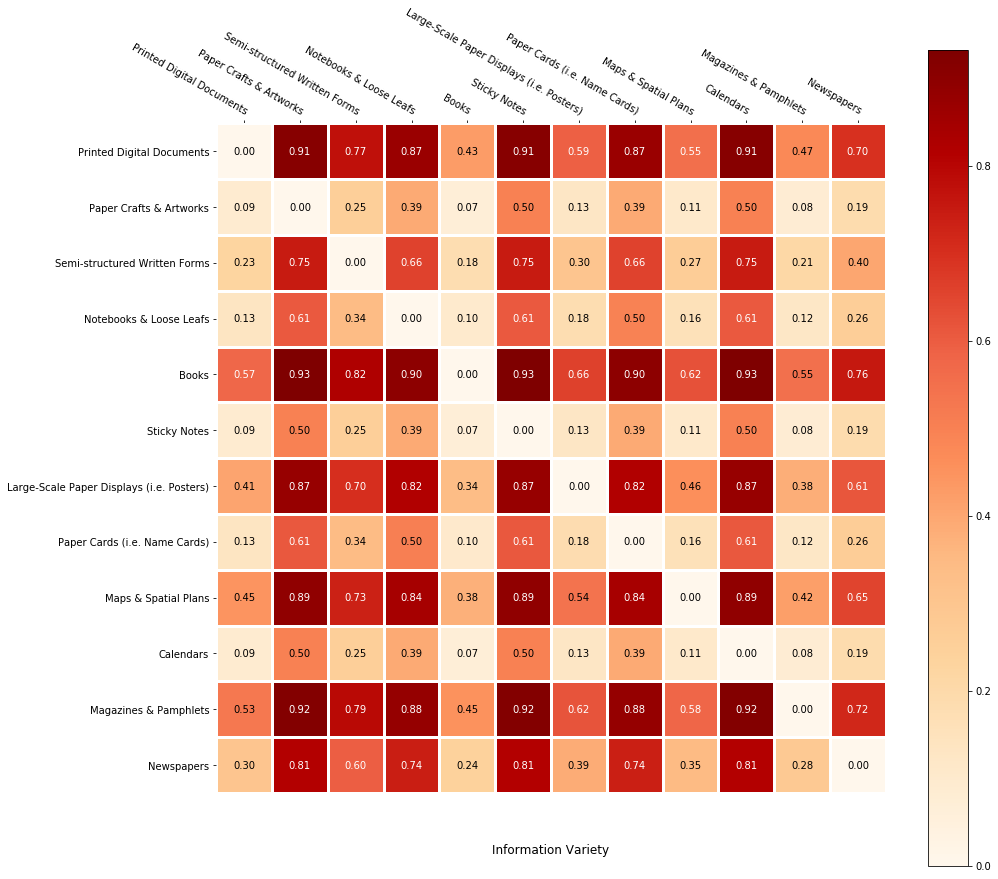 Printed Digital Documents
Paper Crafts & Artworks
Semi-structured Written Forms
Notebooks & Loose Leafs
Books
Sticky Notes
Large-Scale Paper Displays (i.e. Posters)
Paper Cards (i.e. Name Cards)
Maps & Spatial Plans
Calendars
Magazines & Pamphlets
Newspapers
Printed Digital Documents 0.00 0.91 0.77 0.87 0.43 0.91 0.59 0.87 0.55 0.91 0.47 0.70
Paper Crafts & Artworks 0.09 0.00 0.25 0.39 0.07 0.50 0.13 0.39 0.11 0.50 0.08 0.19
Semi-structured Written Forms 0.23 0.75 0.00 0.66 0.18 0.75 0.30 0.66 0.27 0.75 0.21 0.40
Notebooks & Loose Leafs 0.13 0.61 0.34 0.00 0.10 0.61 0.18 0.50 0.16 0.61 0.12 0.26
Books 0.57 0.93 0.82 0.90 0.00 0.93 0.66 0.90 0.62 0.93 0.55 0.76
Sticky Notes 0.09 0.50 0.25 0.39 0.07 0.00 0.13 0.39 0.11 0.50 0.08 0.19
Large-Scale Paper Displays (i.e. Posters) 0.41 0.87 0.70 0.82 0.34 0.87 0.00 0.82 0.46 0.87 0.38 0.61
Paper Cards (i.e. Name Cards) 0.13 0.61 0.34 0.50 0.10 0.61 0.18 0.00 0.16 0.61 0.12 0.26
Maps & Spatial Plans 0.45 0.89 0.73 0.84 0.38 0.89 0.54 0.84 0.00 0.89 0.42 0.65
Calendars 0.09 0.50 0.25 0.39 0.07 0.50 0.13 0.39 0.11 0.00 0.08 0.19
Magazines & Pamphlets 0.53 0.92 0.79 0.88 0.45 0.92 0.62 0.88 0.58 0.92 0.00 0.72
Newspapers 0.30 0.81 0.60 0.74 0.24 0.81 0.39 0.74 0.35 0.81 0.28 0.00
Information Variety
0.8
0.6
0.4
0.2
0.0